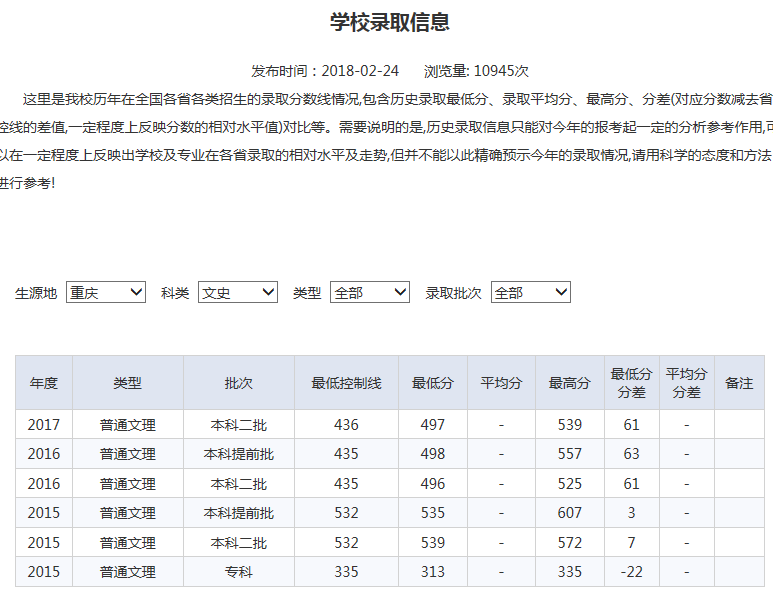 学校录取信息
发布时间：2018-02-24 浏览量: 10945次
这里是我校历年在全国各省各类招生的录取分数线情况,包含历史录取最低分、录取平均分、最高分、分差(对应分数减去省
控线的差值,一定程度上反映分数的相对水平值)对比等。需要说明的是,历史录取信息只能对今年的报考起一定的分析参考作用,可
以在一定程度上反映出学校及专业在各省录取的相对水平及走势,但并不能以此精确预示今年的录取情况,请用科学的态度和方法
进行参考!
生源地 重庆 科类 文史 类型 全部 录取批次 全部
年度 类型 批次 最低控制线 最低分 平均分 最高分 最低分分差 平均分分差 备注
2017 普通文理 本科二批 436 497 - 539 61 -
2016 普通文理 本科提前批 435 498 - 557 63 -
2016 普通文理 本科二批 435 496 - 525 61 -
2015 普通文理 本科提前批 532 535 - 607 3 -
2015 普通文理 本科二批 532 539 - 572 7 -
2015 普通文理 专科 335 313 - 335 -22 -